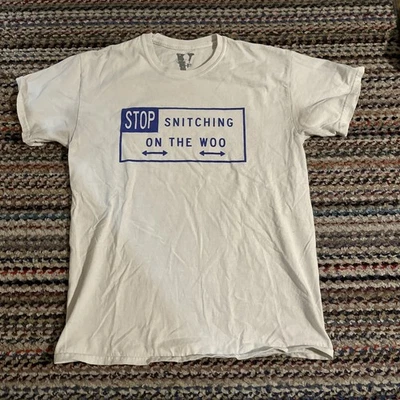 STOP SNITCHING
ON THE WOO